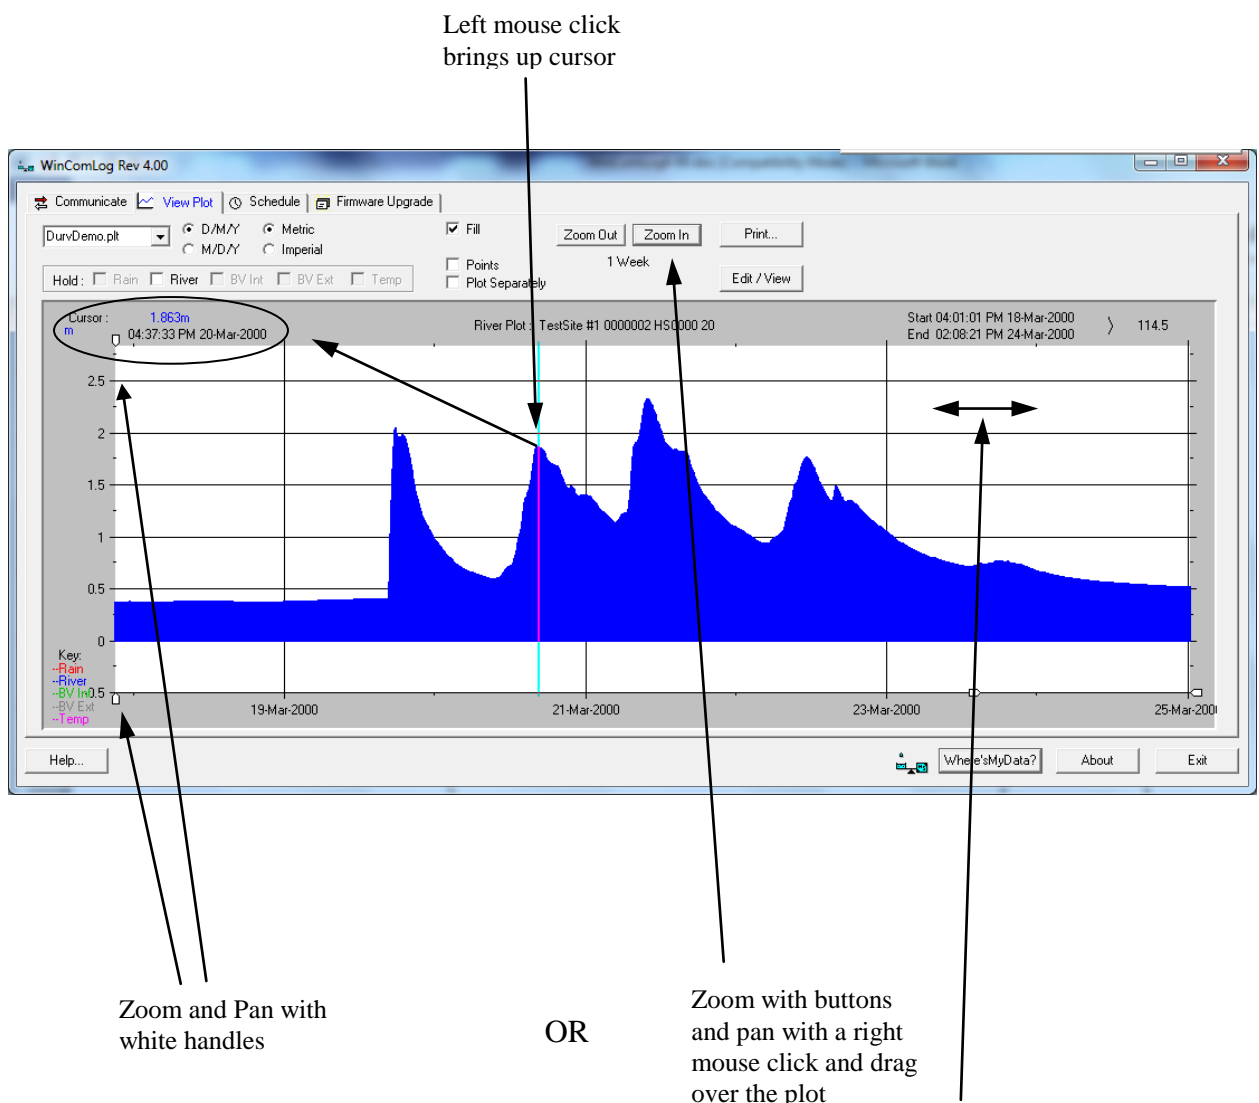 Left mouse click
brings up cursor
WinComLog Rev 4.00
Communicate View Plot Schedule Firmware Upgrade
DurvDemo.plt D/M/Y Metric Fill Zoom Out Zoom In Print...
M/D/Y Imperial
Points 1 Week
Hold: Rain River BV Int BV Ext Temp Plot Separately Edit / View
Cursor: 1.863m
m 04:37:33 PM 20-Mar-2000
River Plot: TestSite #1 0000002 HS0000 20
Start 04:01:01 PM 18-Mar-2000
End 02:08:21 PM 24-Mar-2000
114.5
2.5
2
1.5
1
0.5
0
-0.5
Key:
--Rain
--River
--BV Int
--BV Ext
--Temp
19-Mar-2000 21-Mar-2000 23-Mar-2000 25-Mar-200
Help... Where'sMyData? About Exit
Zoom and Pan with
white handles
OR
Zoom with buttons
and pan with a right
mouse click and drag
over the plot